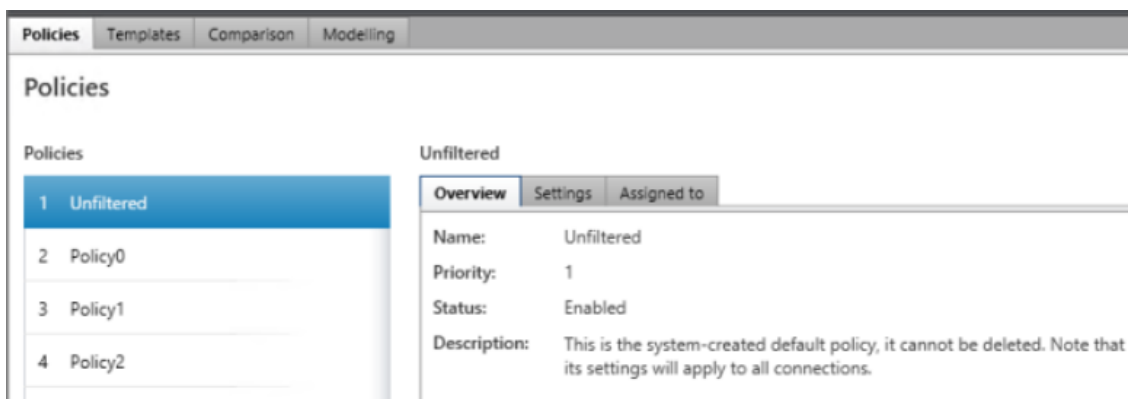 Policies Templates Comparison Modelling
Policies
Policies
1 Unfiltered
2 Policy0
3 Policy1
4 Policy2
Unfiltered
Overview Settings Assigned to
Name: Unfiltered
Priority: 1
Status: Enabled
Description: This is the system-created default policy, it cannot be deleted. Note that
its settings will apply to all connections.